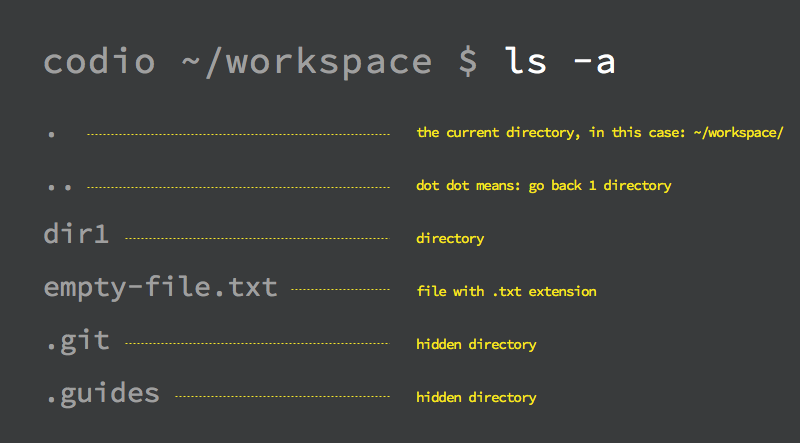 codio ~/workspace $ ls -a
. the current directory, in this case: ~/workspace/
.. dot dot means: go back 1 directory
dir1 directory
empty-file.txt file with .txt extension
.git hidden directory
.guides hidden directory